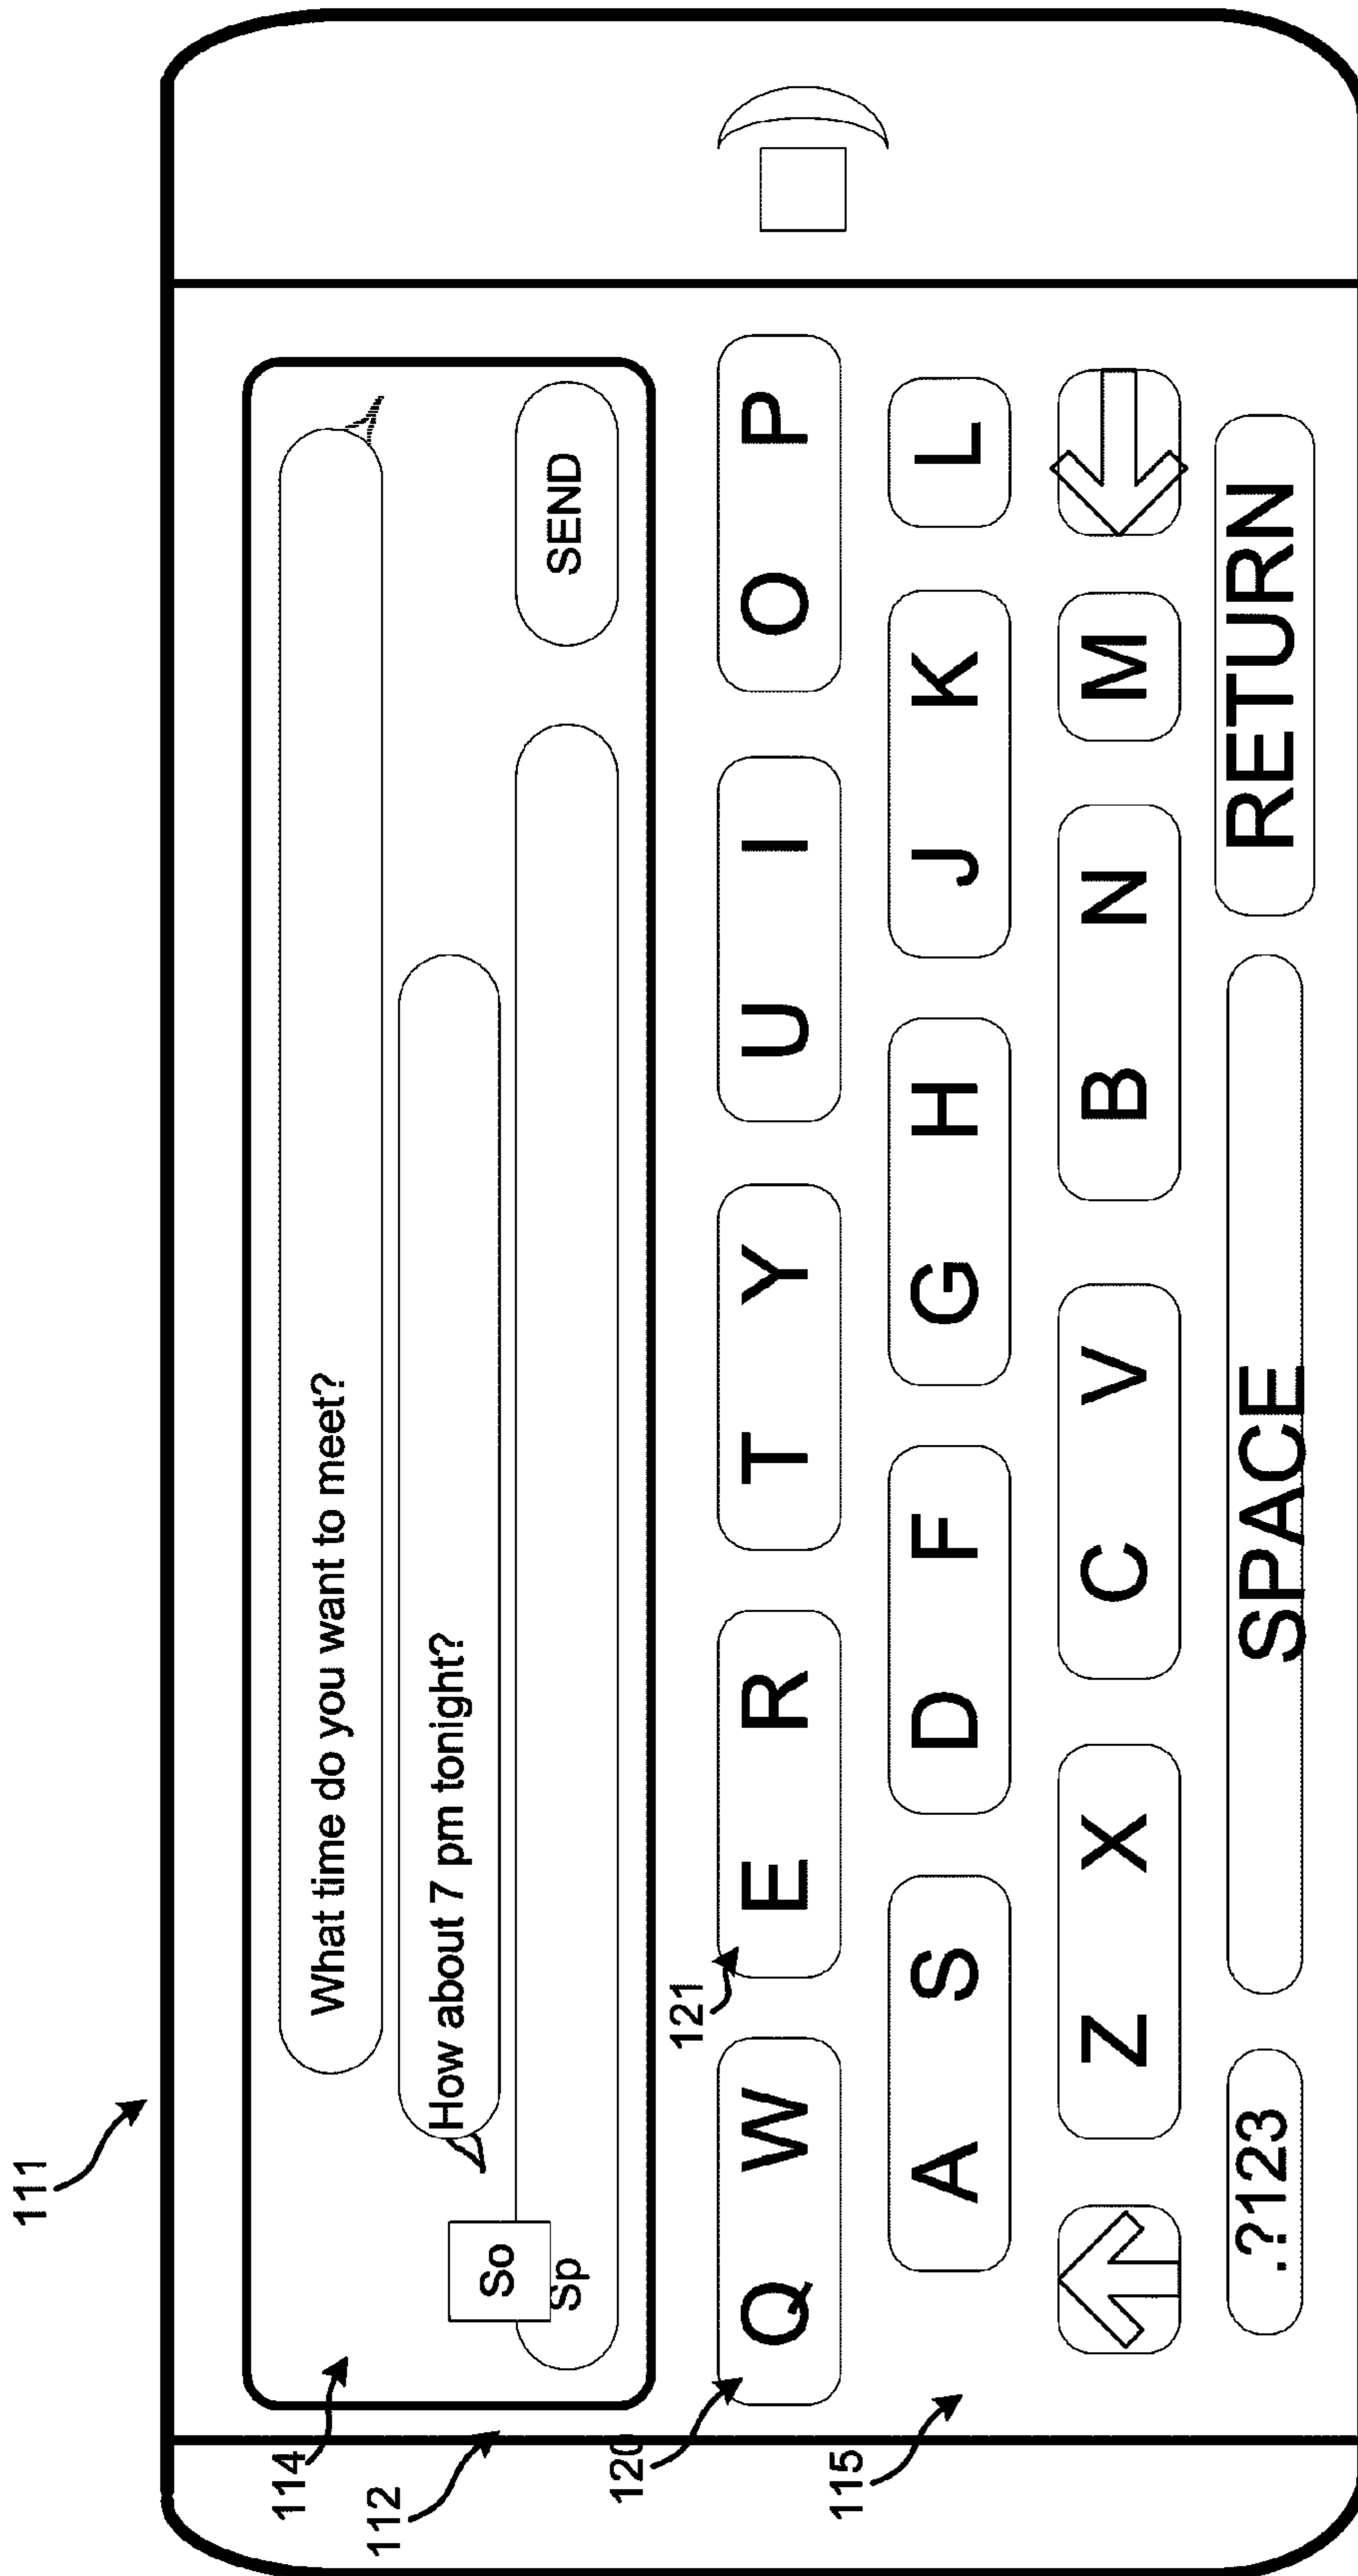 111
114
What time do you want to meet?
112
How about 7 pm tonight?
So
Sp
SEND
120
121
Q W
E R
T Y
U I
O P
115
A S
D F
G H
J K
L
Z X
C V
B N
M
.?123
SPACE
RETURN